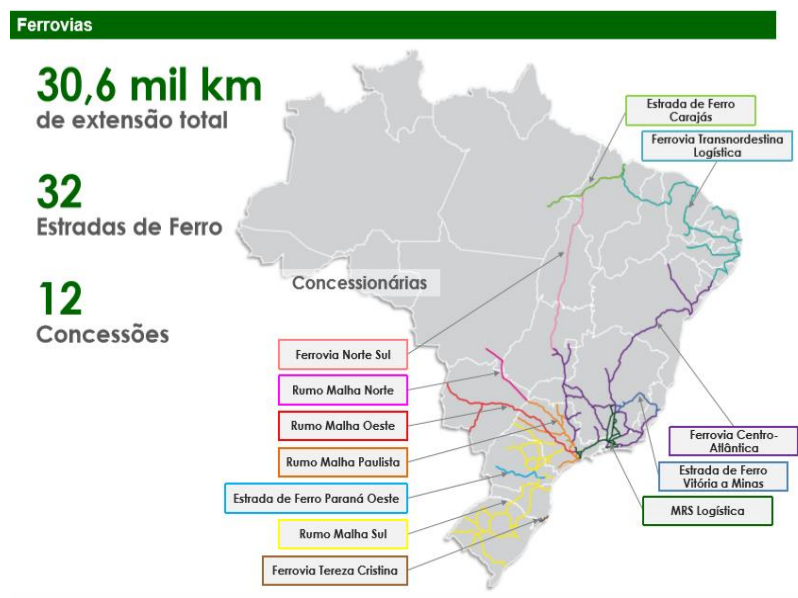 Ferrovias
30,6 mil km
de extensão total
32
Estradas de Ferro
12
Concessões
Concessionárias
Estrada de Ferro
Carajás
Ferrovia Transnordestina
Logística
Ferrovia Norte Sul
Rumo Malha Norte
Rumo Malha Oeste
Rumo Malha Paulista
Estrada de Ferro Paraná Oeste
Rumo Malha Sul
Ferrovia Tereza Cristina
Ferrovia Centro-
Atlântica
Estrada de Ferro
Vitória a Minas
MRS Logística